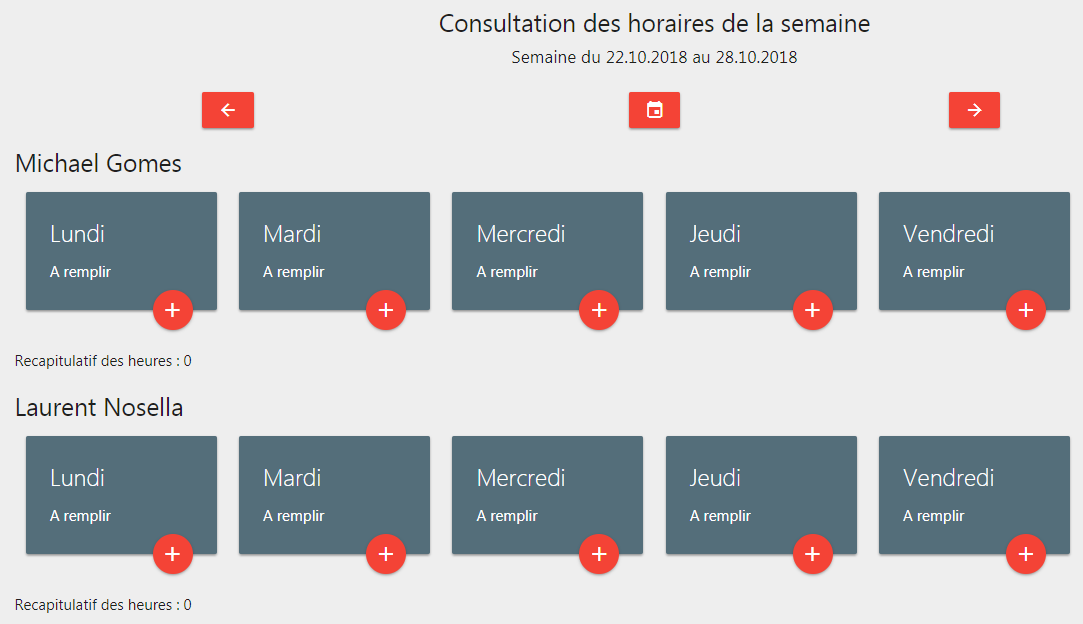 Consultation des horaires de la semaine
Semaine du 22.10.2018 au 28.10.2018
Michael Gomes
Lundi Mardi Mercredi Jeudi Vendredi
A remplir A remplir A remplir A remplir A remplir
Recapitulatif des heures : 0
Laurent Nosella
Lundi Mardi Mercredi Jeudi Vendredi
A remplir A remplir A remplir A remplir A remplir
Recapitulatif des heures : 0